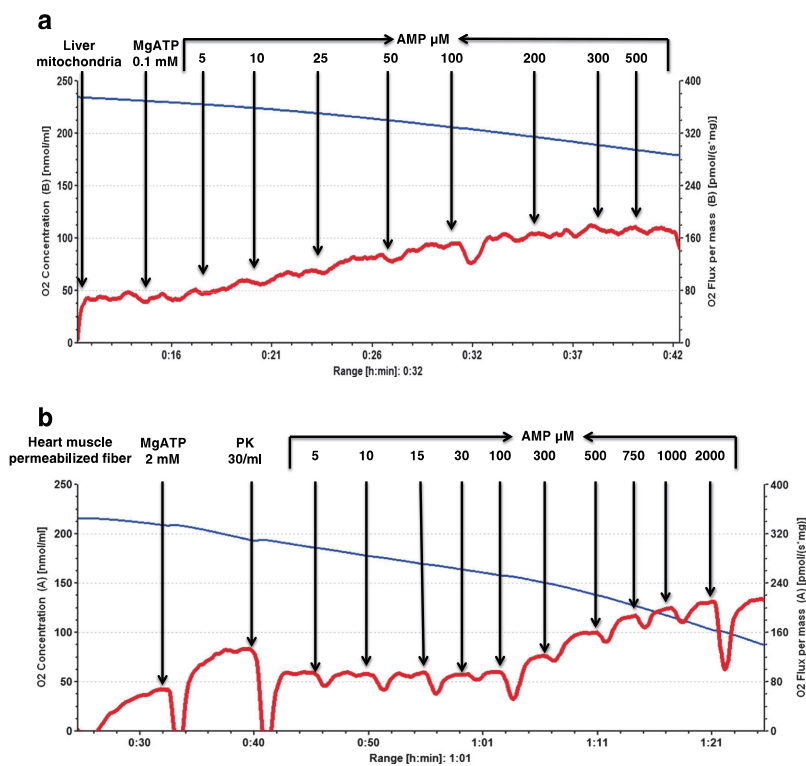 a
AMP μM
Liver mitochondria
MgATP 0.1 mM
5 10 25 50 100 200 300 500
250 200 150 100 50 0
O2 Concentration (B) [nmol/ml]
400 320 240 160 80 0
O2 Flux per mass (B) [pmol/(s*mg)]
0:16 0:21 0:26 0:32 0:37 0:42
Range [h:min]: 0:32
b
AMP μM
Heart muscle permeabilized fiber
MgATP 2 mM
PK 30/ml
5 10 15 30 100 300 500 750 1000 2000
250 200 150 100 50 0
O2 Concentration (A) [nmol/ml]
400 320 240 160 80 0
O2 Flux per mass (A) [pmol/(s*mg)]
0:30 0:40 0:50 1:01 1:11 1:21
Range [h:min]: 1:01